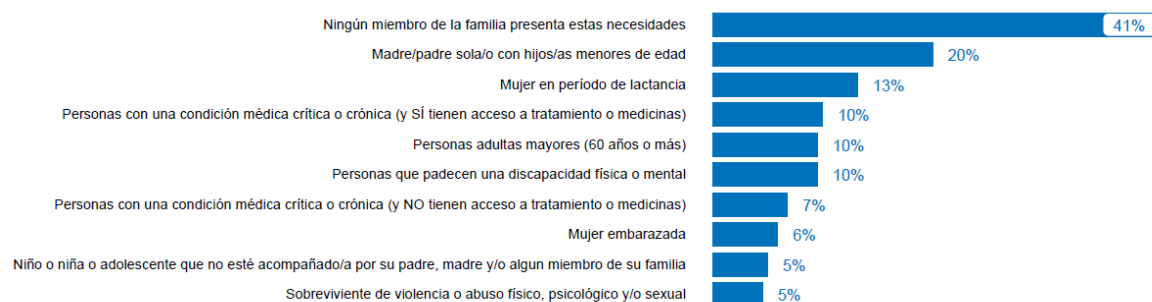 Ningún miembro de la familia presenta estas necesidades 41%
Madre/padre sola/o con hijos/as menores de edad 20%
Mujer en período de lactancia 13%
Personas con una condición médica crítica o crónica (y SÍ tienen acceso a tratamiento o medicinas) 10%
Personas adultas mayores (60 años o más) 10%
Personas que padecen una discapacidad física o mental 10%
Personas con una condición médica crítica o crónica (y NO tienen acceso a tratamiento o medicinas) 7%
Mujer embarazada 6%
Niño o niña o adolescente que no esté acompañado/a por su padre, madre y/o algun miembro de su familia 5%
Sobreviviente de violencia o abuso físico, psicológico y/o sexual 5%